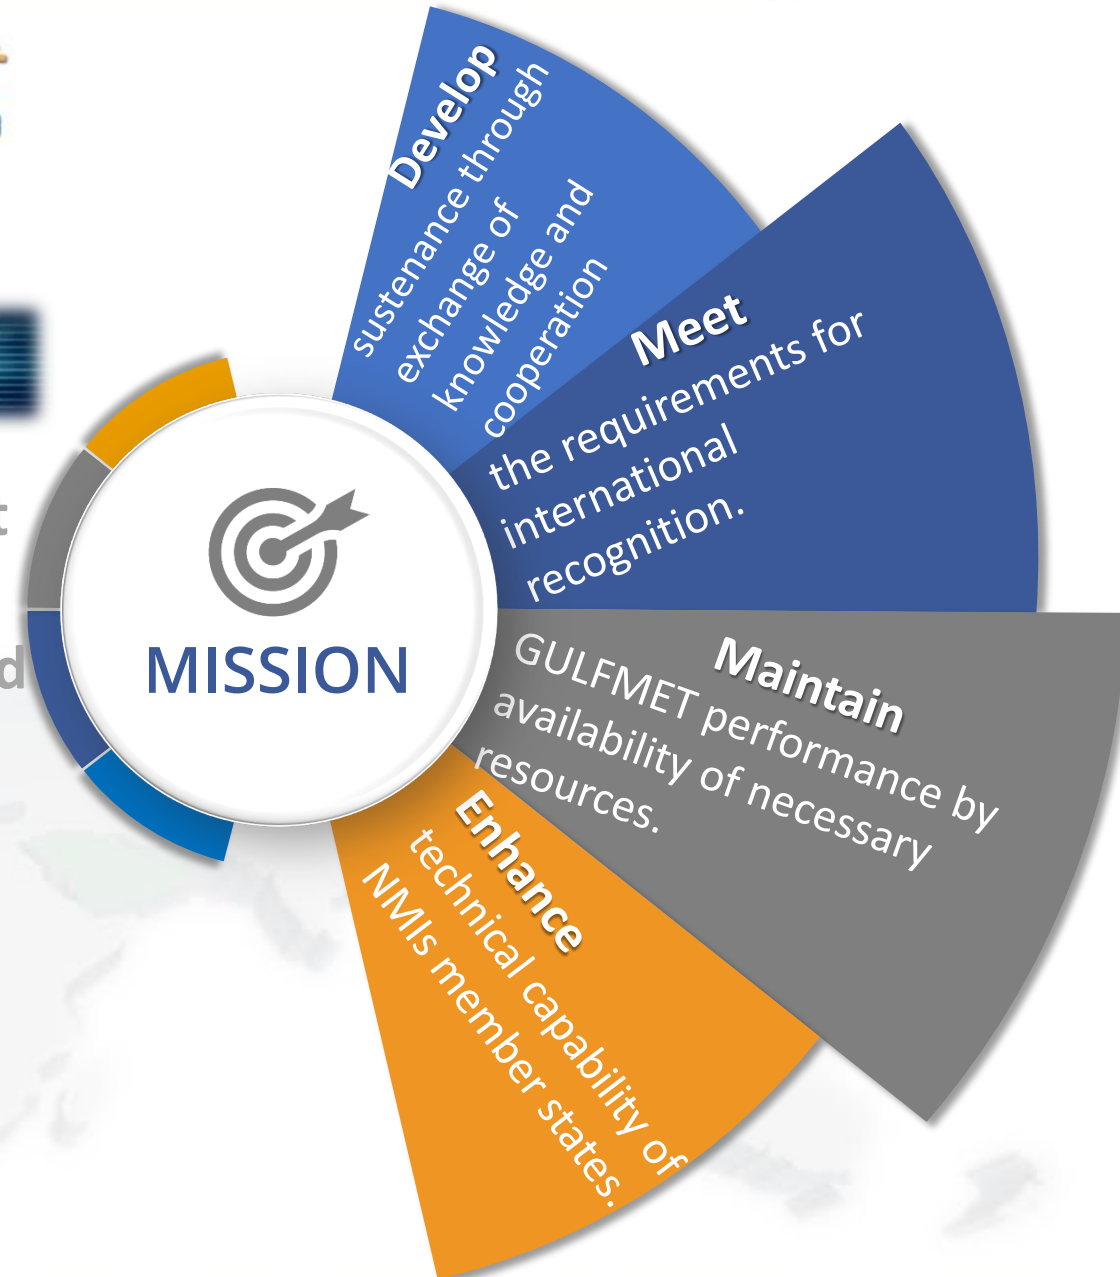 Develop
sustenance through
exchange of
knowledge and
cooperation
Meet
the requirements for
international
recognition.
MISSION
Maintain
GULFMET performance by
availability of necessary
resources.
Enhance
technical capability of
NMIs member states.